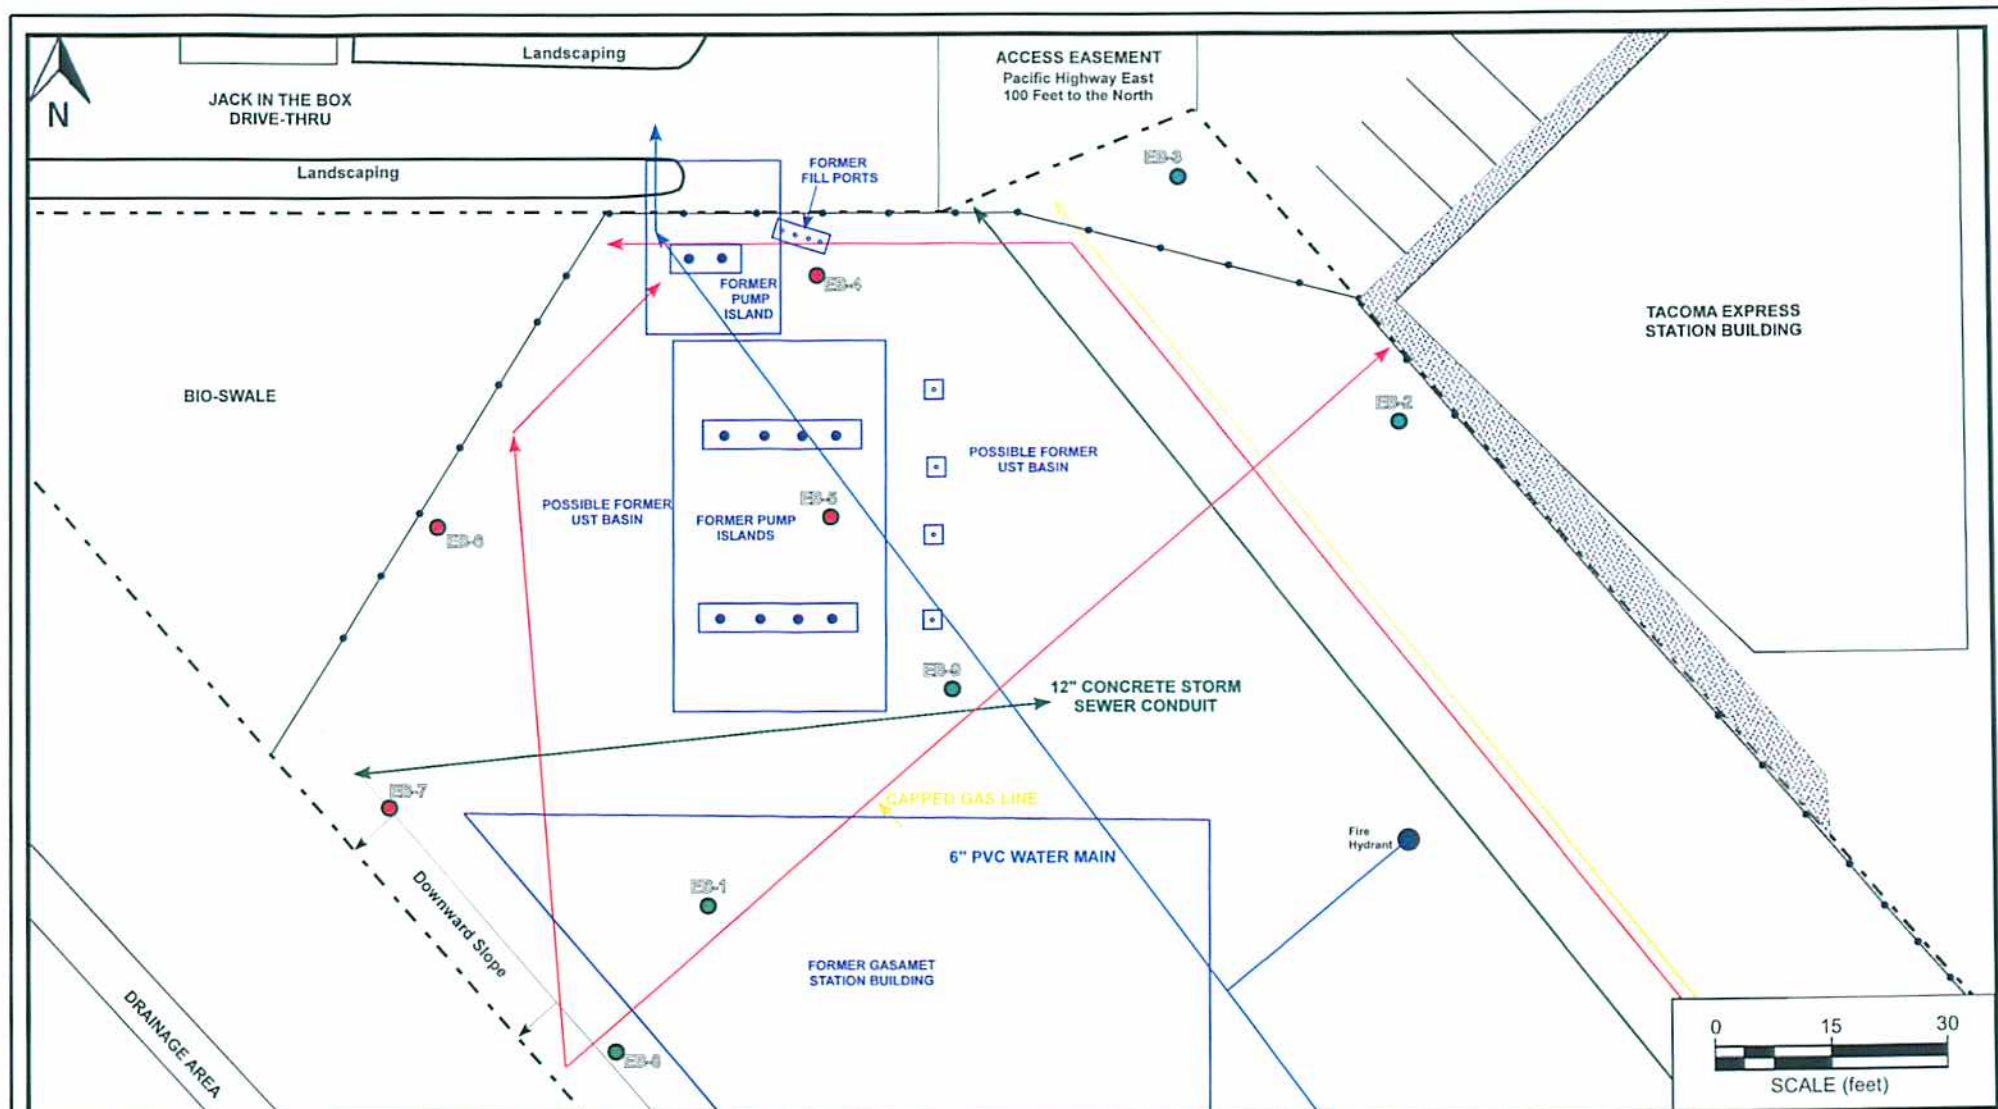 Landscaping
ACCESS EASEMENT
Pacific Highway East
100 Feet to the North
N
JACK IN THE BOX
DRIVE-THRU
Landscaping
FORMER
FILL PORTS
EB-3
EB-4
FORMER
PUMP
ISLAND
TACOMA EXPRESS
STATION BUILDING
BIO-SWALE
EB-2
POSSIBLE FORMER
UST BASIN
POSSIBLE FORMER
UST BASIN
EB-5
FORMER PUMP
ISLANDS
EB-6
EB-9
12" CONCRETE STORM
SEWER CONDUIT
EB-7
CAPPED GAS LINE
Fire
Hydrant
6" PVC WATER MAIN
Downward Slope
EB-1
FORMER GASAMET
STATION BUILDING
DRAINAGE AREA
EB-8
0 15 30
SCALE (feet)